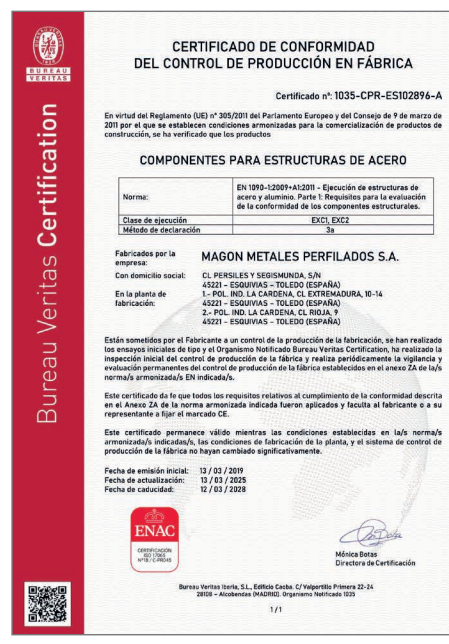 BUREAU
VERITAS
Bureau Veritas Certification
CERTIFICADO DE CONFORMIDAD
DEL CONTROL DE PRODUCCIÓN EN FÁBRICA
Certificado nº: 1035-CPR-ES102896-A
En virtud del Reglamento (UE) nº 305/2011 del Parlamento Europeo y del Consejo de 9 de marzo de
2011 por el que se establecen condiciones armonizadas para la comercialización de productos de
construcción, se ha verificado que los productos
COMPONENTES PARA ESTRUCTURAS DE ACERO
Norma:
EN 1090-1:2009+A1:2011 - Ejecución de estructuras de
acero y aluminio. Parte 1: Requisitos para la evaluación
de la conformidad de los componentes estructurales.
Clase de ejecución EXC1, EXC2
Método de declaración 3a
Fabricados por la
empresa:
MAGON METALES PERFILADOS S.A.
Con domicilio social: CL PERSILES Y SEGISMUNDA, S/N
45221 - ESQUIVIAS - TOLEDO (ESPAÑA)
En la planta de
fabricación:
1.- POL. IND. LA CARDENA, CL EXTREMADURA, 10-14
45221 - ESQUIVIAS - TOLEDO (ESPAÑA)
2.- POL. IND. LA CARDENA, CL RIOJA, 9
45221 - ESQUIVIAS - TOLEDO (ESPAÑA)
Están sometidos por el Fabricante a un control de la producción de la fabricación, se han realizado
los ensayos iniciales de tipo y el Organismo Notificado Bureau Veritas Certification, ha realizado la
inspección inicial del control de producción de la fábrica y realiza periódicamente la vigilancia y
evaluación permanentes del control de producción de la fábrica establecidos en el anexo ZA de la/s
norma/s armonizada/s EN indicada/s.
Este certificado da fe que todos los requisitos relativos al cumplimiento de la conformidad descrita
en el Anexo ZA de la norma armonizada indicada fueron aplicados y faculta al fabricante o a su
representante a fijar el marcado CE.
Este certificado permanece válido mientras las condiciones establecidas en la/s norma/s
armonizada/s indicadas/s, las condiciones de fabricación de la planta, y el sistema de control de
producción de la fábrica no hayan cambiado significativamente.
Fecha de emisión inicial: 13 / 03 / 2019
Fecha de actualización: 13 / 03 / 2025
Fecha de caducidad: 12 / 03 / 2028
ENAC
CERTIFICACIÓN
ISO 17065
Nº18 / C-PR045
Mónica Botas
Directora de Certificación
Bureau Veritas Iberia, S.L., Edificio Caoba. C/ Valportillo Primera 22-24
28108 - Alcobendas (MADRID). Organismo Notificado 1035
1/1